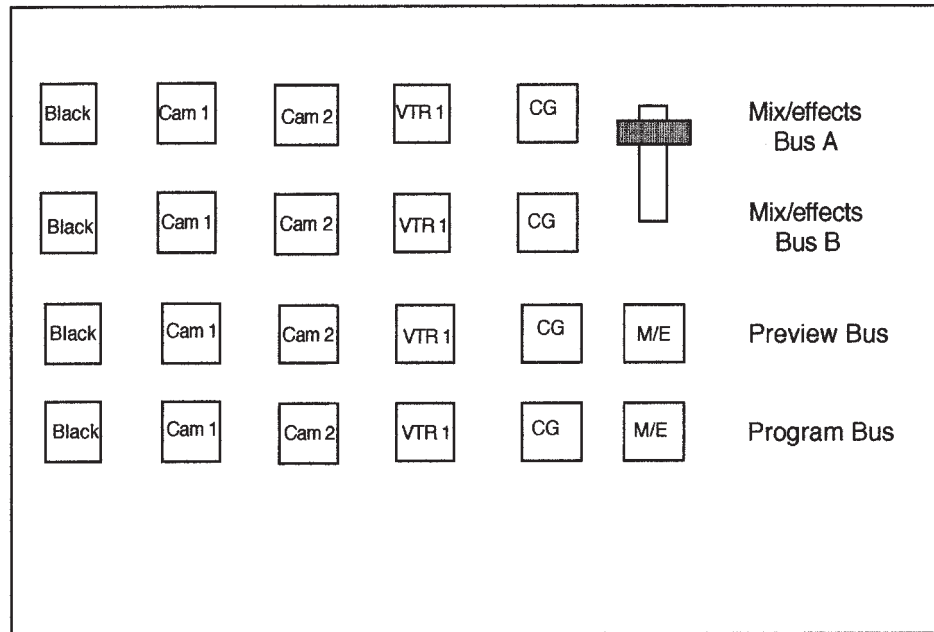 Black Cam 1 Cam 2 VTR 1 CG Mix/effects
Bus A
Black Cam 1 Cam 2 VTR 1 CG Mix/effects
Bus B
Black Cam 1 Cam 2 VTR 1 CG M/E Preview Bus
Black Cam 1 Cam 2 VTR 1 CG M/E Program Bus